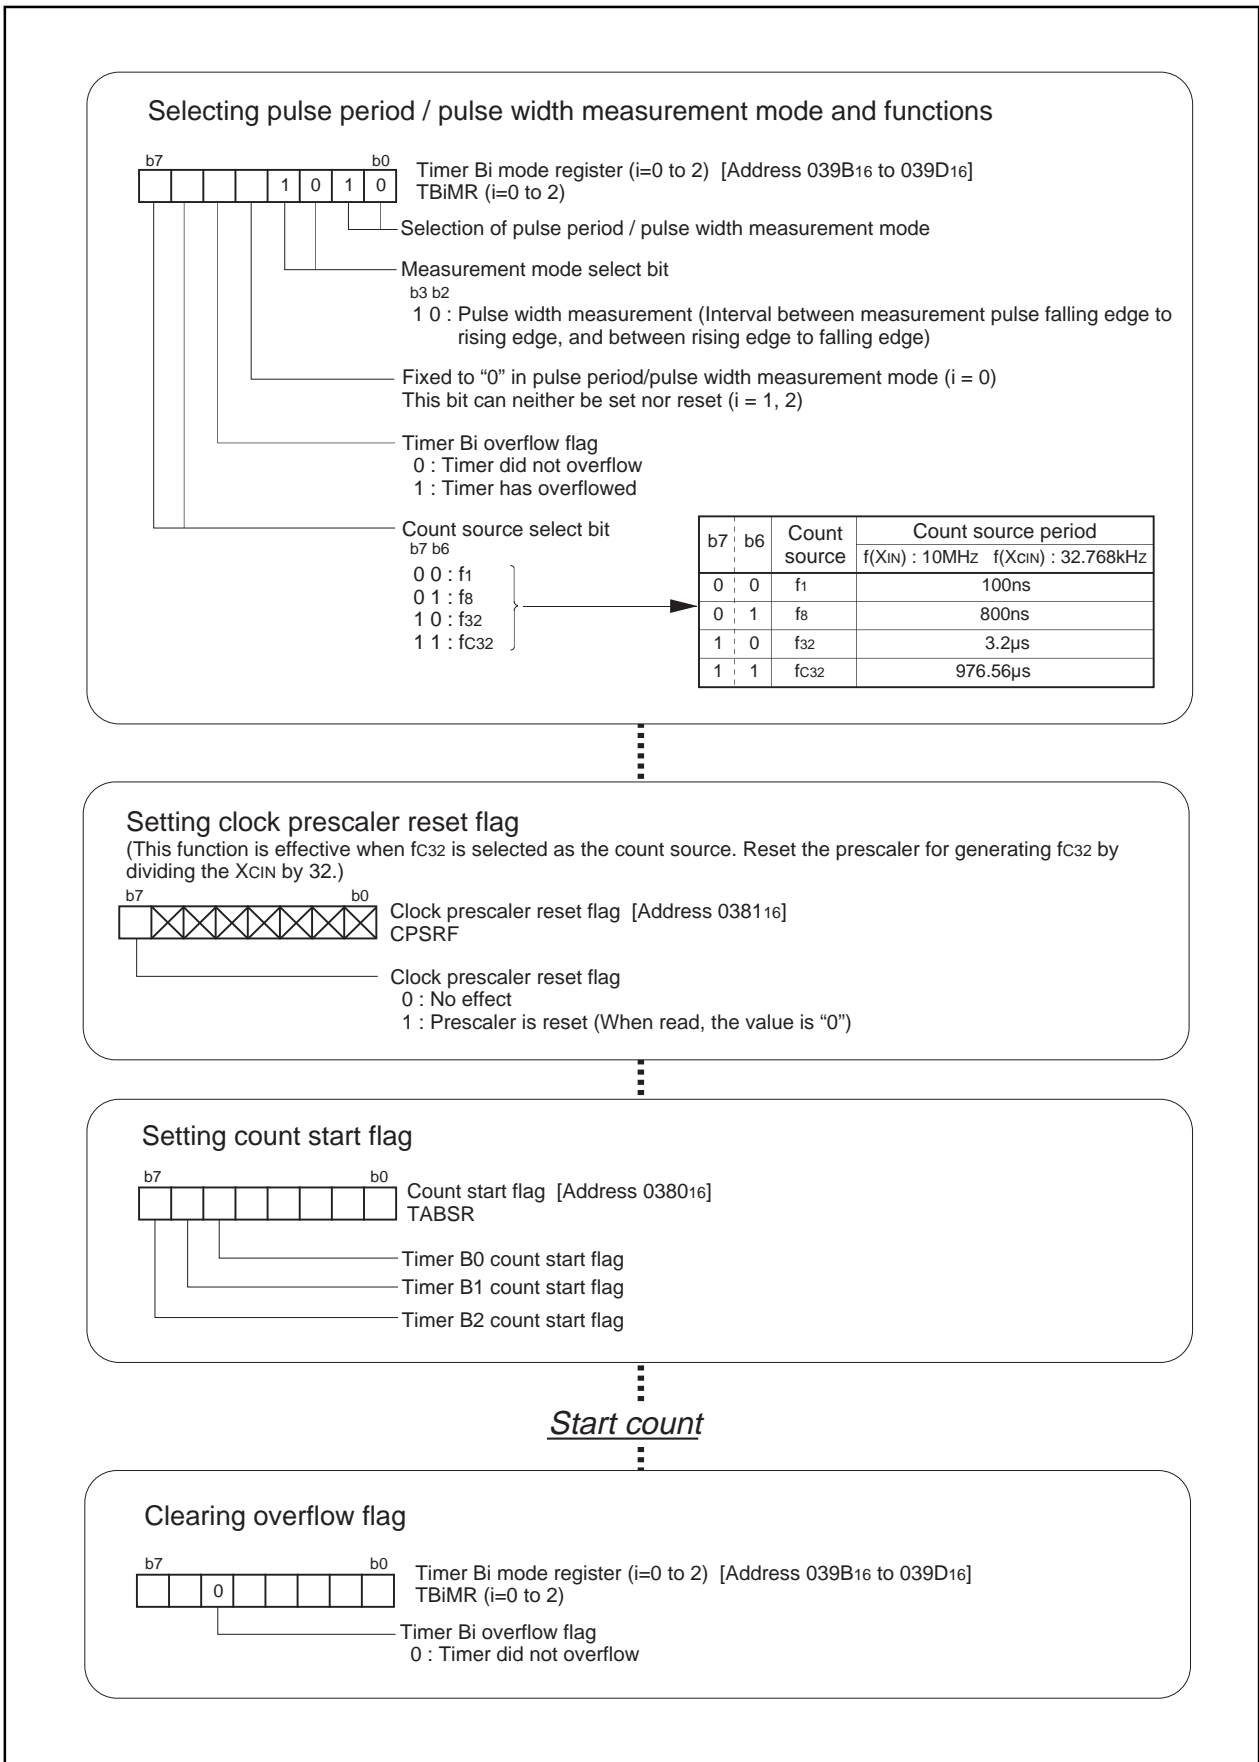 Selecting pulse period / pulse width measurement mode and functions
b7 b0
1 0 1 0
Timer Bi mode register (i=0 to 2) [Address 039B16 to 039D16]
TBiMR (i=0 to 2)
Selection of pulse period / pulse width measurement mode
Measurement mode select bit
b3 b2
1 0 : Pulse width measurement (Interval between measurement pulse falling edge to
rising edge, and between rising edge to falling edge)
Fixed to “0” in pulse period/pulse width measurement mode (i = 0)
This bit can neither be set nor reset (i = 1, 2)
Timer Bi overflow flag
0 : Timer did not overflow
1 : Timer has overflowed
Count source select bit
b7 b6
0 0 : f1
0 1 : f8
1 0 : f32
1 1 : fC32
b7 b6 Count source Count source period
f(XIN) : 10MHZ f(XCIN) : 32.768kHZ
0 0 f1 100ns
0 1 f8 800ns
1 0 f32 3.2µs
1 1 fC32 976.56µs
Setting clock prescaler reset flag
(This function is effective when fC32 is selected as the count source. Reset the prescaler for generating fC32 by
dividing the XCIN by 32.)
b7 b0
Clock prescaler reset flag [Address 038116]
CPSRF
Clock prescaler reset flag
0 : No effect
1 : Prescaler is reset (When read, the value is “0”)
Setting count start flag
b7 b0
Count start flag [Address 038016]
TABSR
Timer B0 count start flag
Timer B1 count start flag
Timer B2 count start flag
Start count
Clearing overflow flag
b7 b0
0
Timer Bi mode register (i=0 to 2) [Address 039B16 to 039D16]
TBiMR (i=0 to 2)
Timer Bi overflow flag
0 : Timer did not overflow